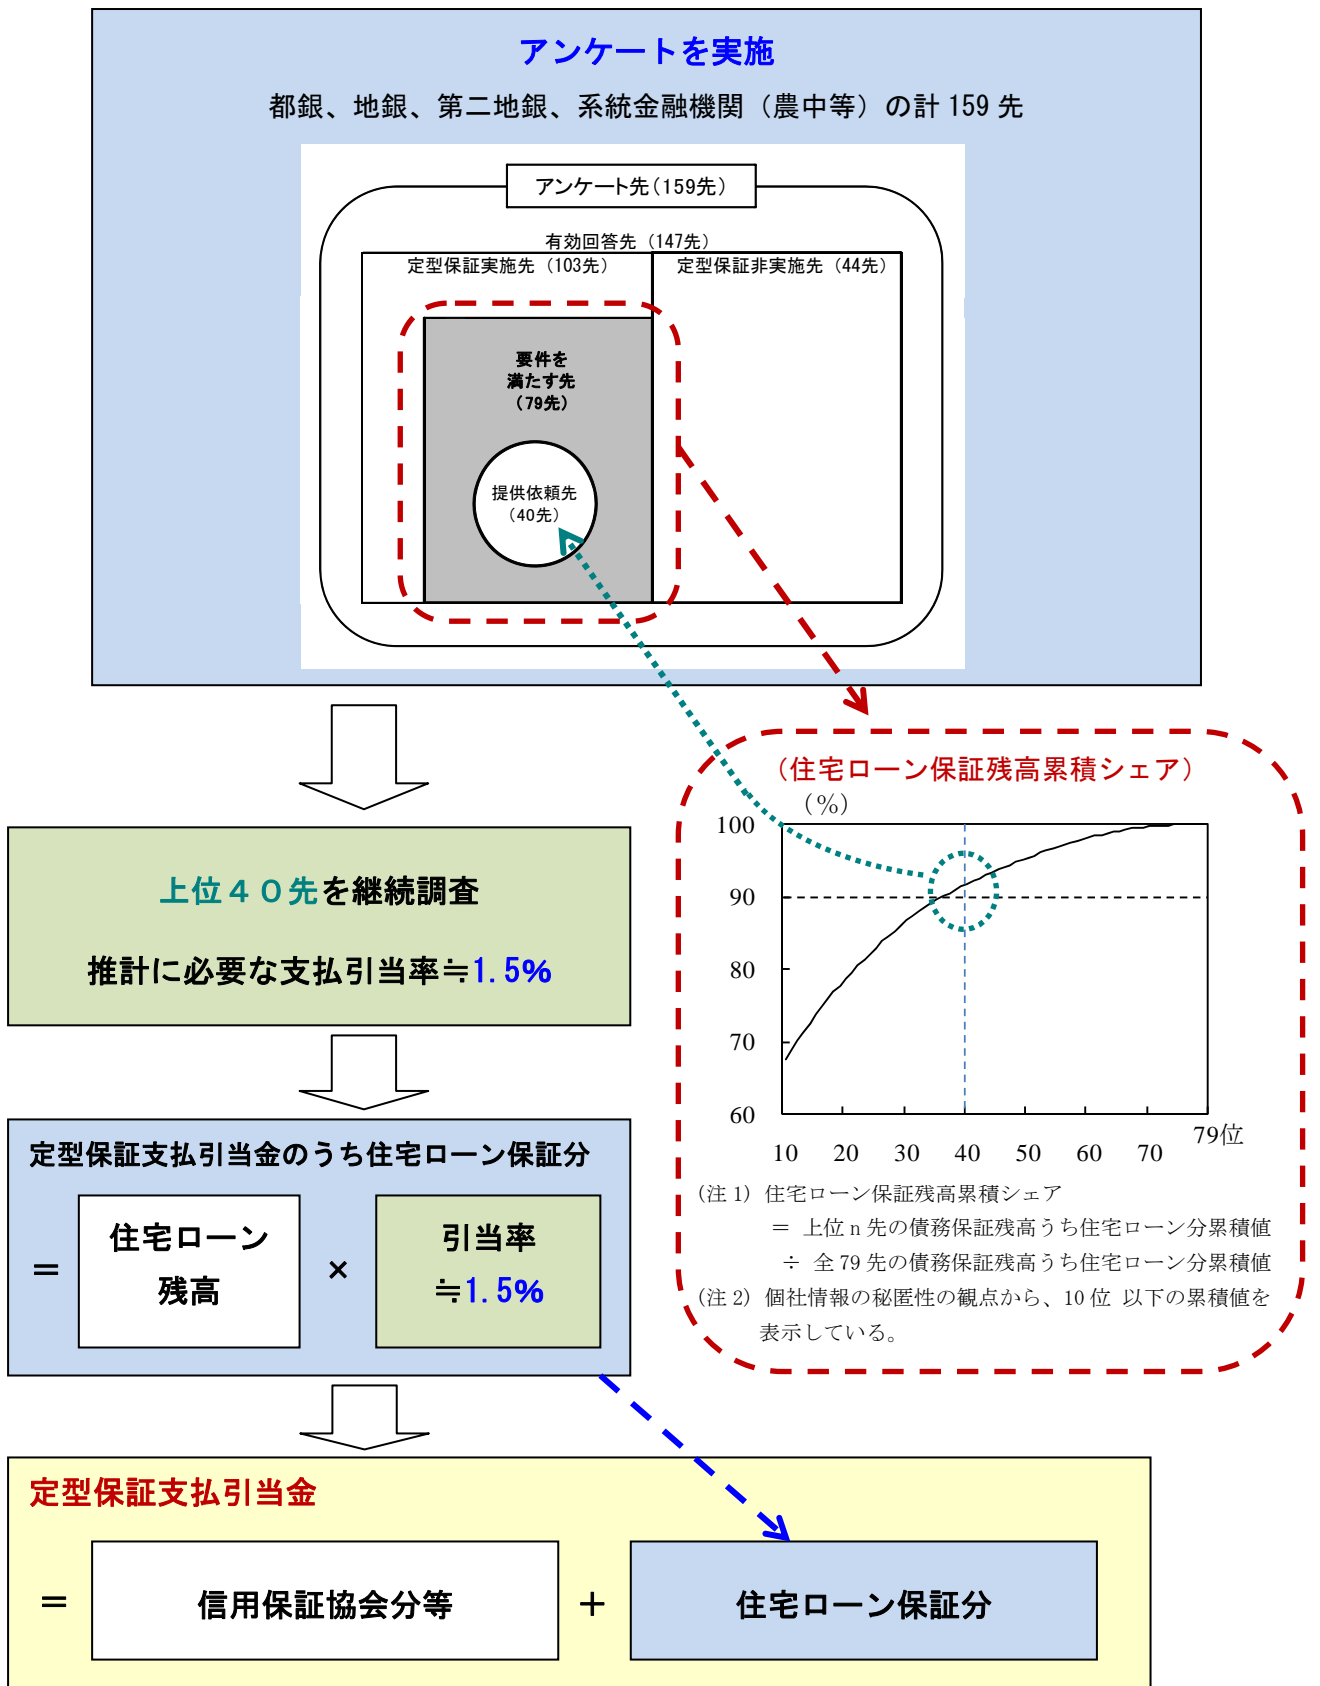 アンケートを実施
都銀、地銀、第二地銀、系統金融機関（農中等）の計 159 先
アンケート先（159先）
有効回答先（147先）
定型保証実施先（103先）
定型保証非実施先（44先）
要件を
満たす先
（79先）
提供依頼先
（40先）
上位４０先を継続調査
推計に必要な支払引当率≒1.5%
（住宅ローン保証残高累積シェア）
（%）
100
90
80
70
60
10 20 30 40 50 60 70 79位
（注 1）住宅ローン保証残高累積シェア
＝ 上位 n 先の債務保証残高うち住宅ローン分累積値
÷ 全 79 先の債務保証残高うち住宅ローン分累積値
（注 2）個社情報の秘匿性の観点から、10 位 以下の累積値を
表示している。
定型保証支払引当金のうち住宅ローン保証分
＝
住宅ローン
残高
×
引当率
≒1.5%
定型保証支払引当金
＝ 信用保証協会分等 ＋ 住宅ローン保証分